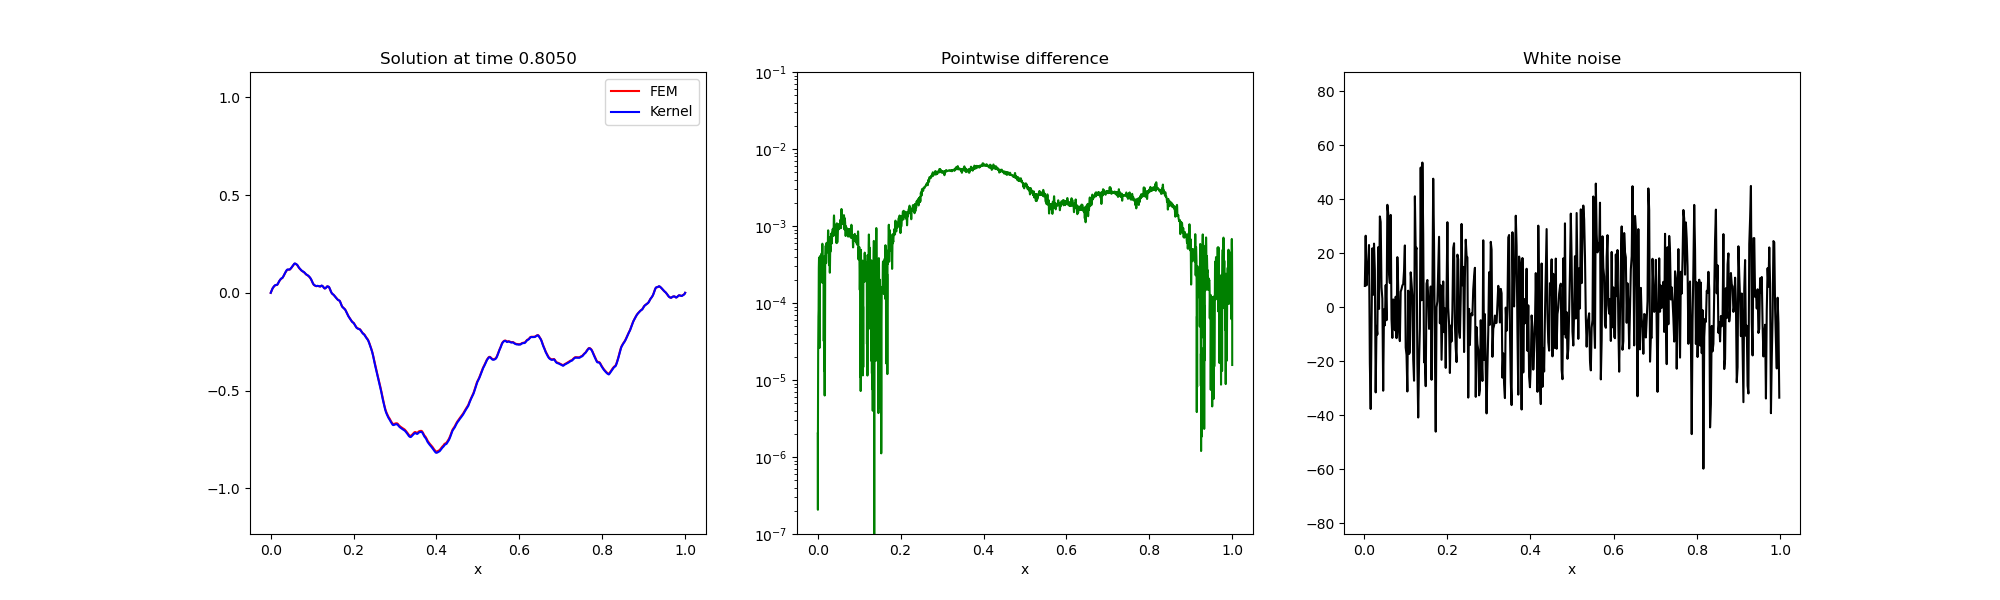 Solution at time 0.8050
FEM
Kernel
1.0
0.5
0.0
−0.5
−1.0
0.0 0.2 0.4 0.6 0.8 1.0
x
Pointwise difference
10⁻¹
10⁻²
10⁻³
10⁻⁴
10⁻⁵
10⁻⁶
10⁻⁷
0.0 0.2 0.4 0.6 0.8 1.0
x
White noise
80
60
40
20
0
−20
−40
−60
−80
0.0 0.2 0.4 0.6 0.8 1.0
x